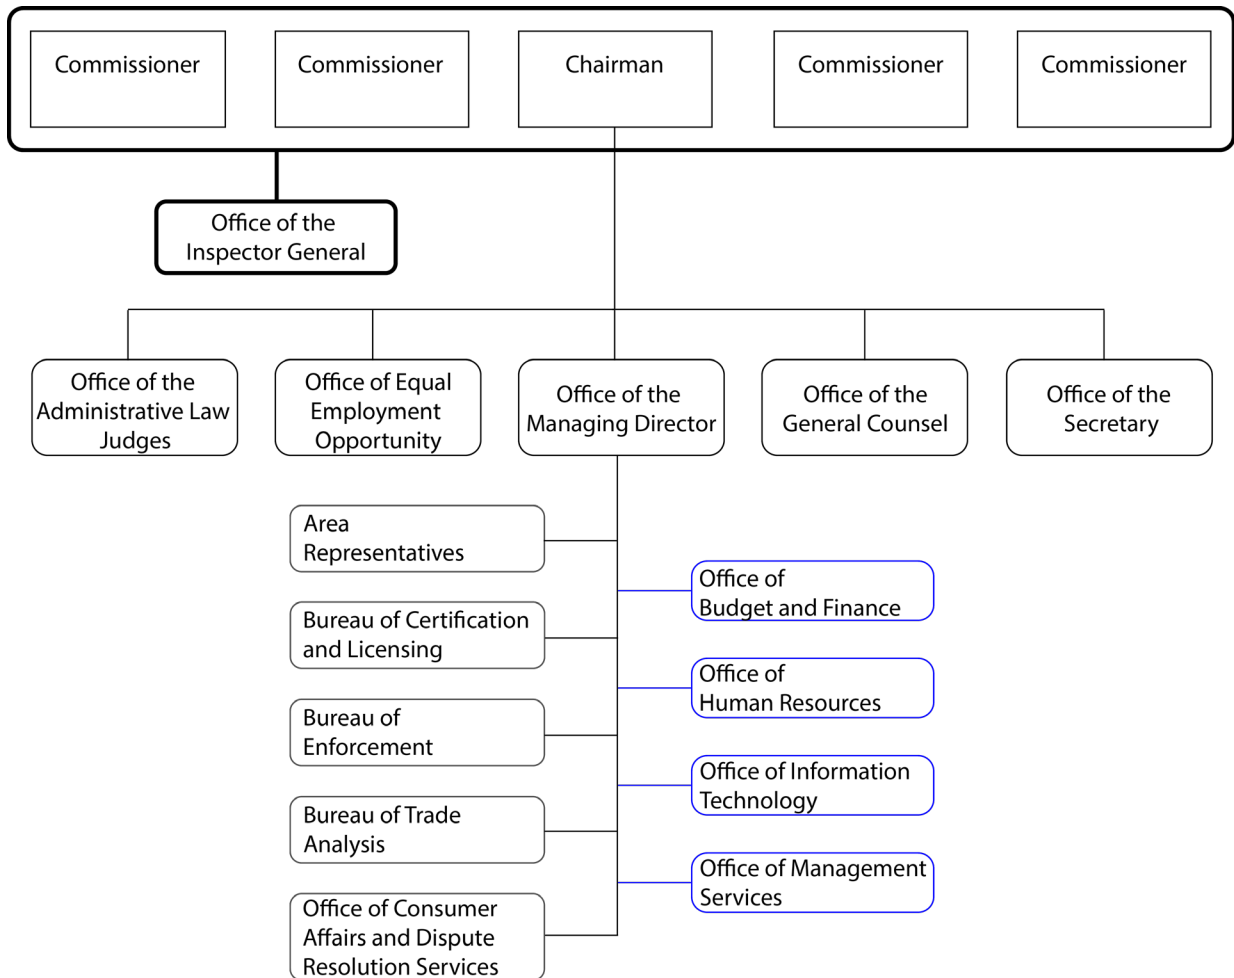 Commissioner
Commissioner
Chairman
Commissioner
Commissioner
Office of the
Inspector General
Office of the
Administrative Law
Judges
Office of Equal
Employment
Opportunity
Office of the
Managing Director
Office of the
General Counsel
Office of the
Secretary
Area
Representatives
Office of
Budget and Finance
Bureau of Certification
and Licensing
Office of
Human Resources
Bureau of
Enforcement
Office of Information
Technology
Bureau of Trade
Analysis
Office of Management
Services
Office of Consumer
Affairs and Dispute
Resolution Services